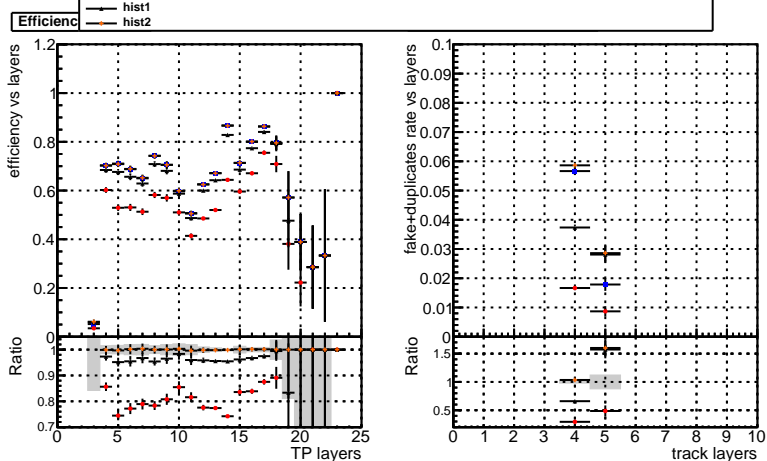 hist1
Efficienc
hist2
efficiency vs layers
1.2
1
0.8
0.6
0.4
0.2
0
Ratio
1
0.9
0.8
0.7
0 5 10 15 20 25
TP layers
fake+duplicates rate vs layers
0.1
0.09
0.08
0.07
0.06
0.05
0.04
0.03
0.02
0.01
0
Ratio
1.5
1
0.5
0 1 2 3 4 5 6 7 8 9 10
track layers